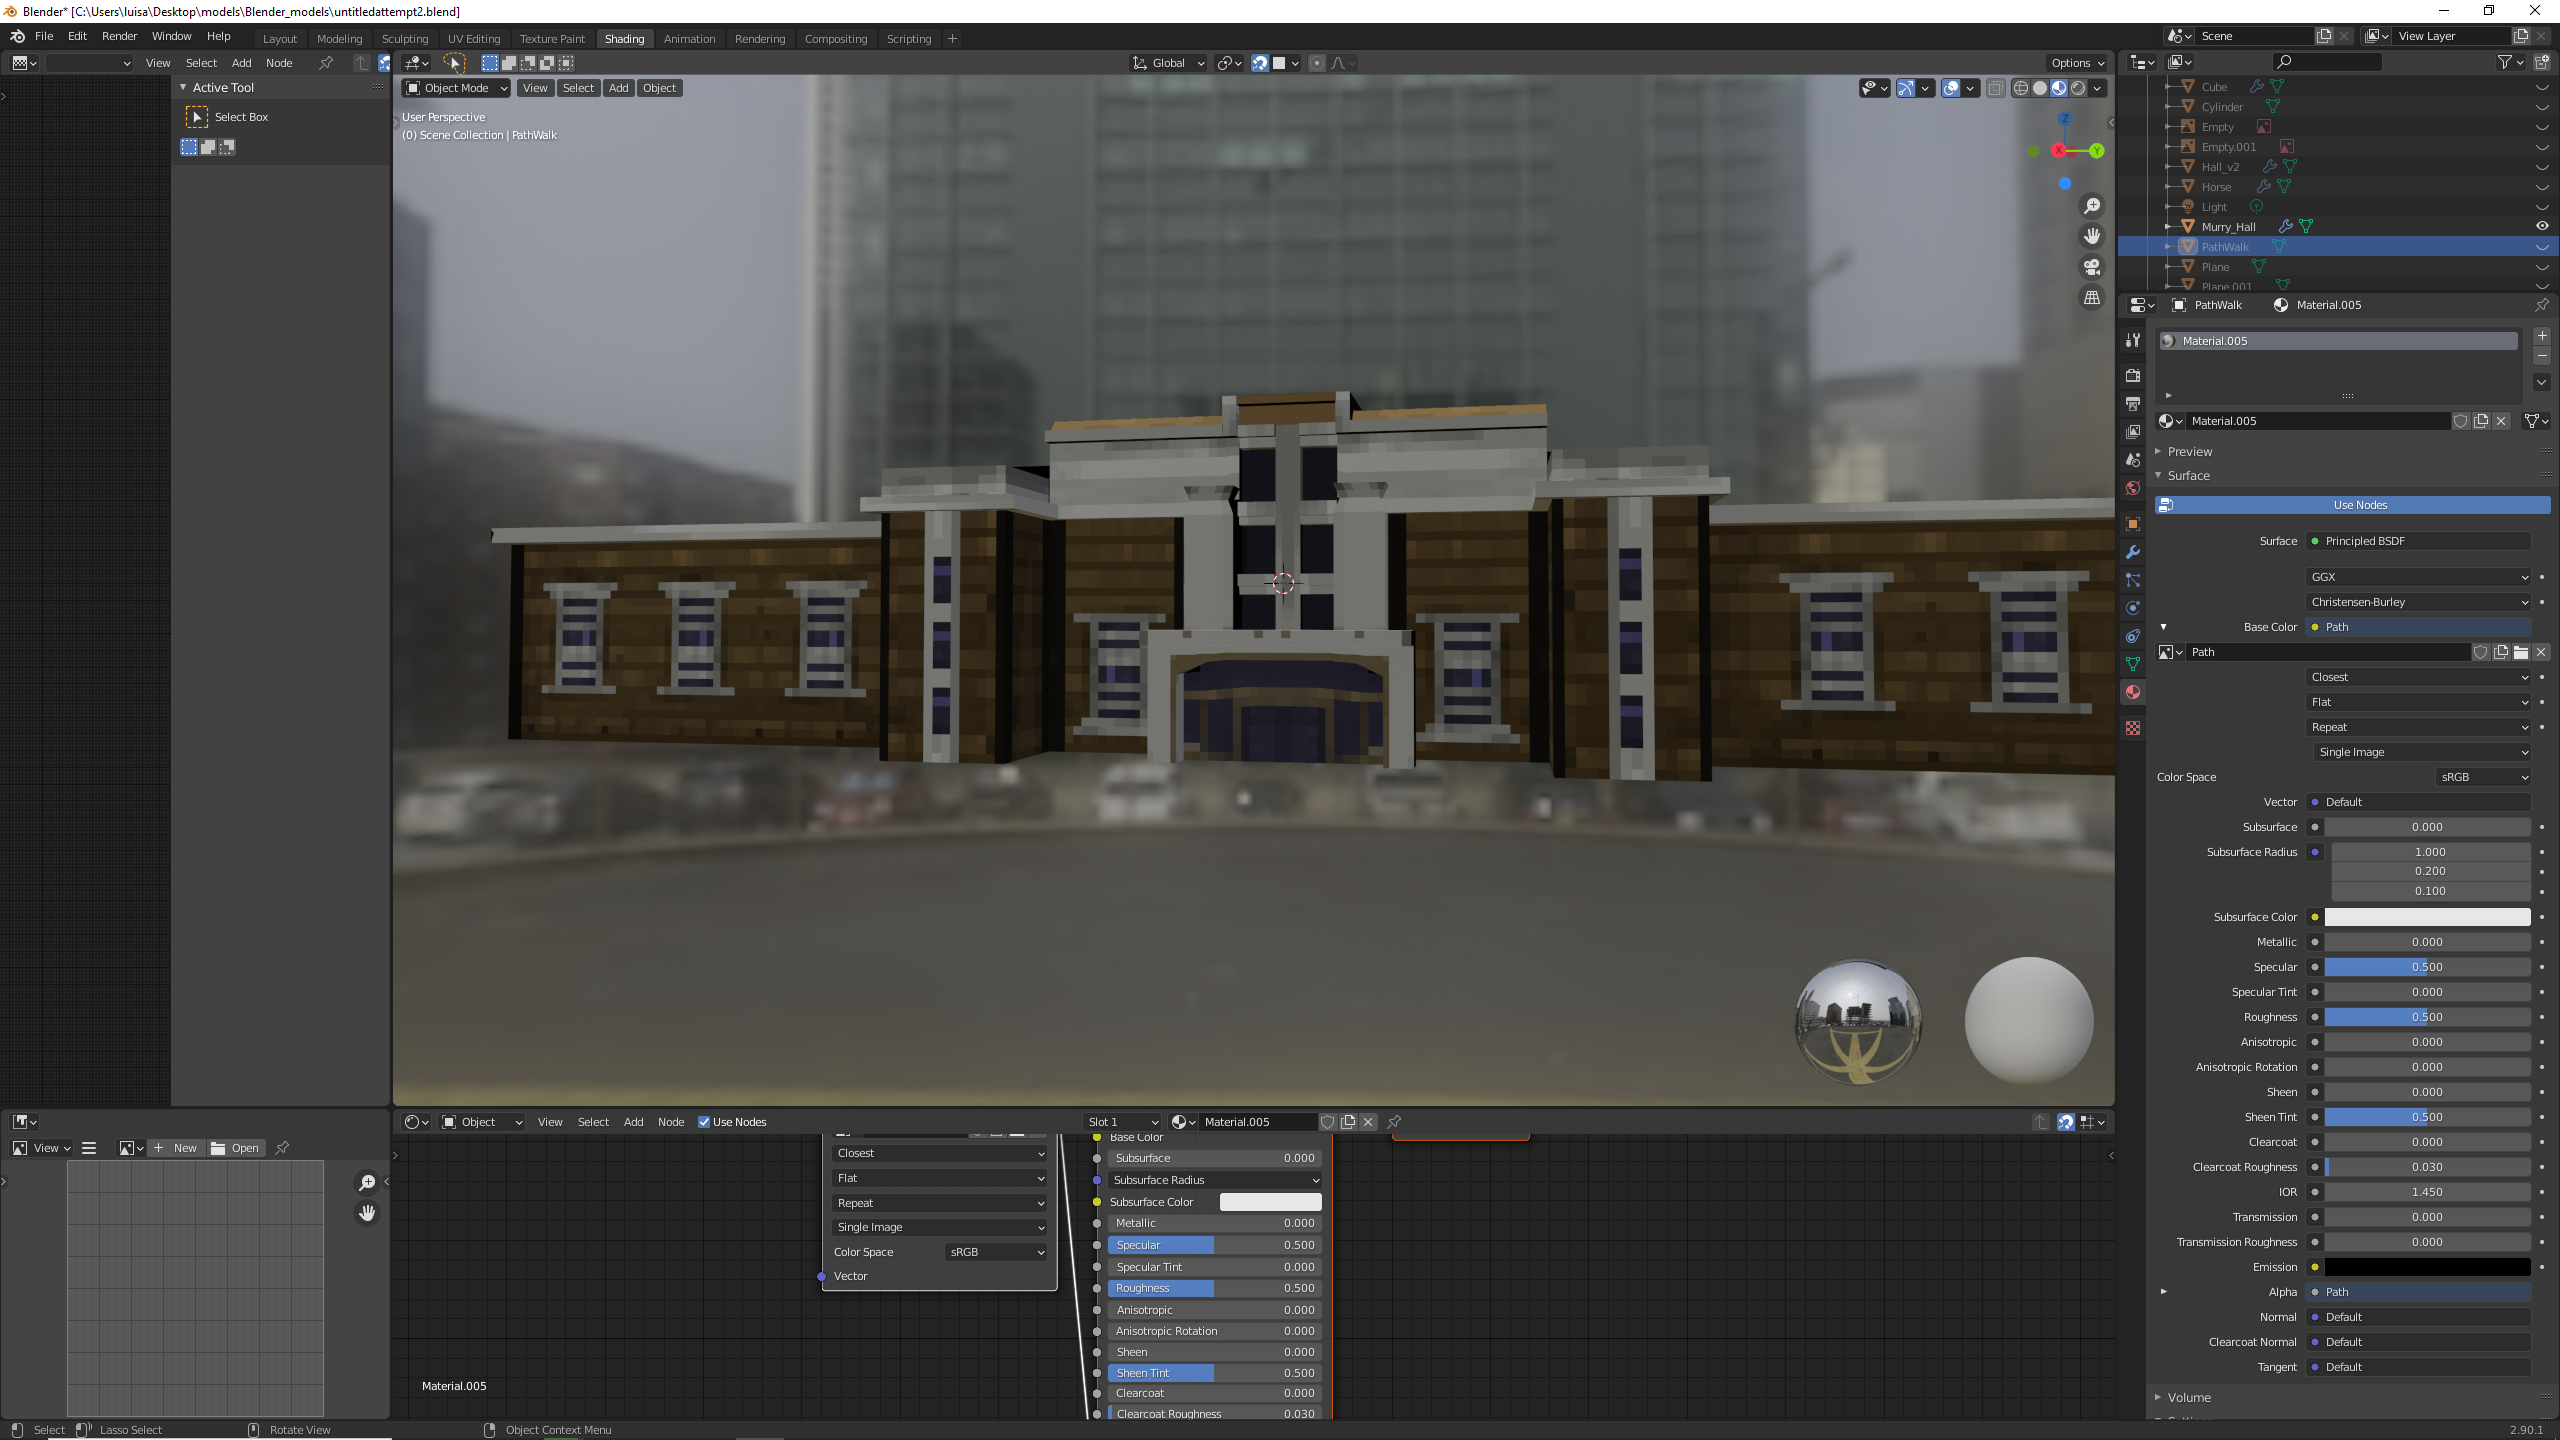 Blender* [C:\Users\luisa\Desktop\models\Blender_models\untitledattempt2.blend]
File Edit Render Window Help Layout Modeling Sculpting UV Editing Texture Paint Shading Animation Rendering Compositing Scripting + Scene View Layer
View Select Add Node Global Options
Active Tool
Select Box
Object Mode View Select Add Object
User Perspective
(0) Scene Collection | PathWalk
Z
X Y
Cube
Cylinder
Empty
Empty.001
Hall_v2
Horse
Light
Murry_Hall
PathWalk
Plane
Plane.001
PathWalk Material.005
Material.005
Material.005
Preview
Surface
Use Nodes
Surface Principled BSDF
GGX
Christensen-Burley
Base Color Path
Path
Closest
Flat
Repeat
Single Image
Color Space sRGB
Vector Default
Subsurface 0.000
Subsurface Radius 1.000
0.200
0.100
Subsurface Color
Metallic 0.000
Specular 0.500
Specular Tint 0.000
Roughness 0.500
Anisotropic 0.000
Anisotropic Rotation 0.000
Sheen 0.000
Sheen Tint 0.500
Clearcoat 0.000
Clearcoat Roughness 0.030
IOR 1.450
Transmission 0.000
Transmission Roughness 0.000
Emission
Alpha Path
Normal Default
Clearcoat Normal Default
Tangent Default
Volume
View New Open
Object View Select Add Node Use Nodes Slot 1 Material.005
Closest
Flat
Repeat
Single Image
Color Space sRGB
Vector
Base Color
Subsurface 0.000
Subsurface Radius
Subsurface Color
Metallic 0.000
Specular 0.500
Specular Tint 0.000
Roughness 0.500
Anisotropic 0.000
Anisotropic Rotation 0.000
Sheen 0.000
Sheen Tint 0.500
Clearcoat 0.000
Clearcoat Roughness 0.030
Material.005
Select Lasso Select Rotate View Object Context Menu 2.90.1